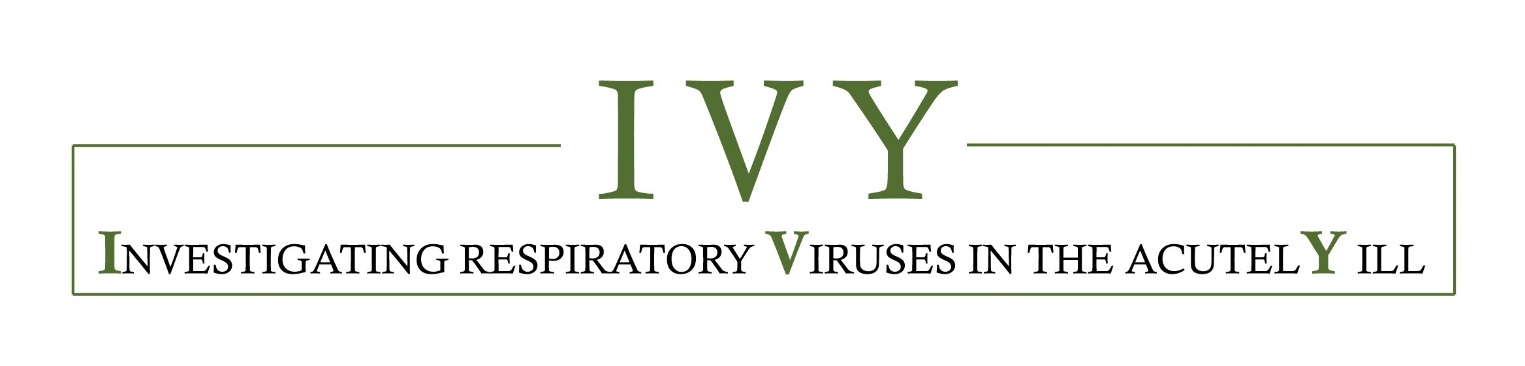 IVY
INVESTIGATING RESPIRATORY VIRUSES IN THE ACUTELY ILL